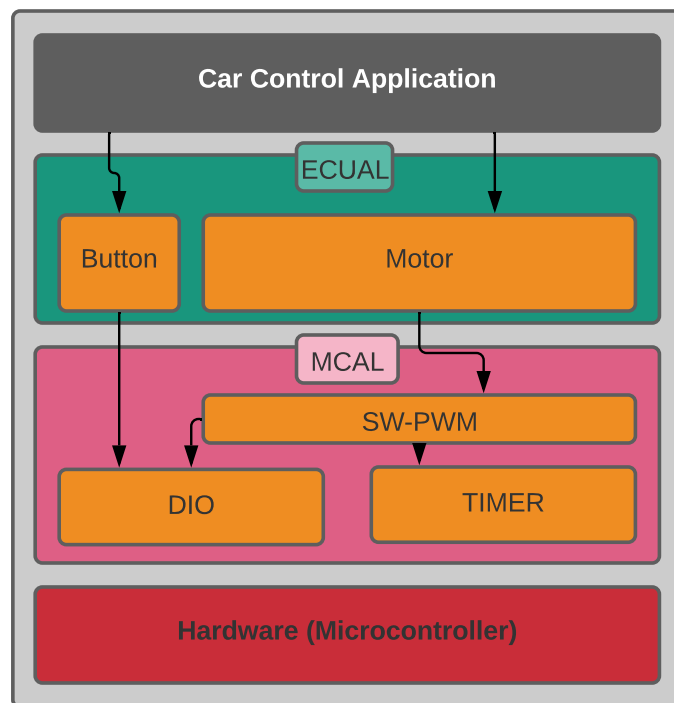 Car Control Application
ECUAL
Button
Motor
MCAL
SW-PWM
DIO
TIMER
Hardware (Microcontroller)